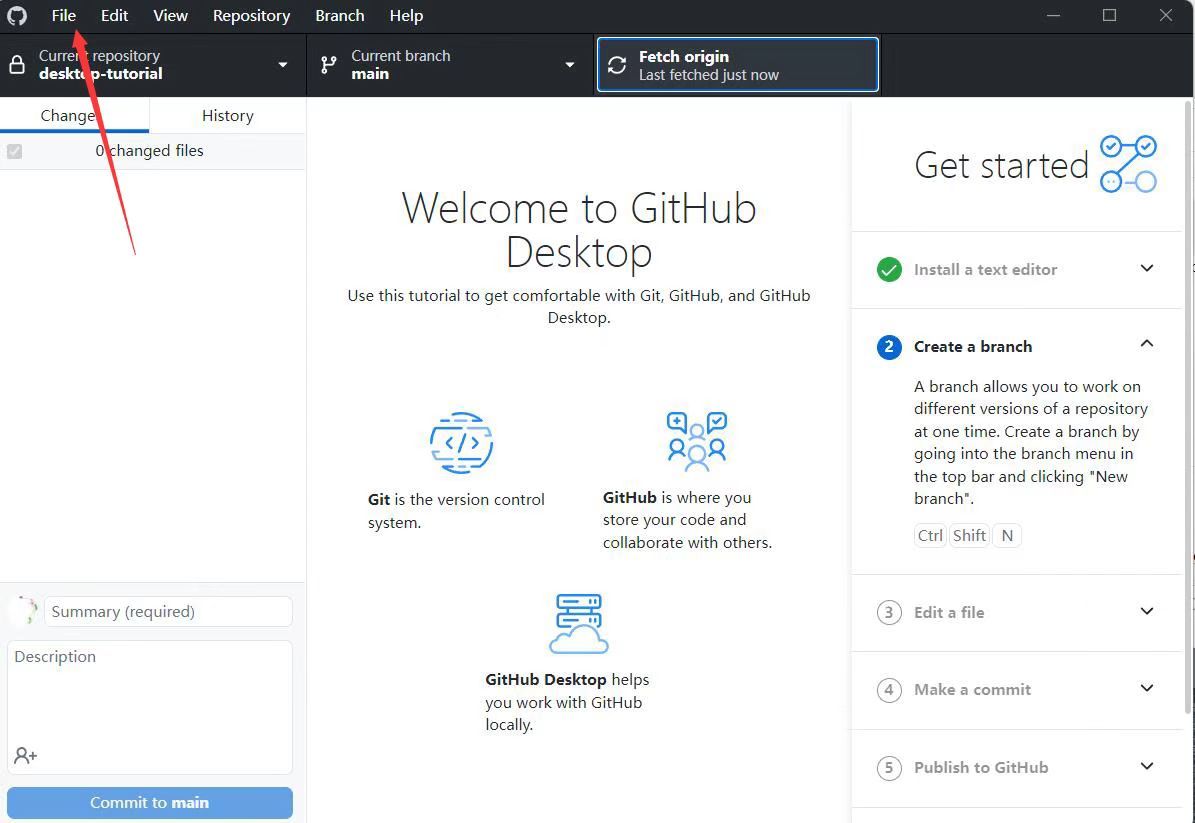 File Edit View Repository Branch Help
Current repository
desktop-tutorial
Current branch
main
Fetch origin
Last fetched just now
Changes History
0 changed files
Welcome to GitHub
Desktop
Use this tutorial to get comfortable with Git, GitHub, and GitHub
Desktop.
Git is the version control
system.
GitHub is where you
store your code and
collaborate with others.
GitHub Desktop helps
you work with GitHub
locally.
Get started
Install a text editor
2 Create a branch
A branch allows you to work on
different versions of a repository
at one time. Create a branch by
going into the branch menu in
the top bar and clicking "New
branch".
Ctrl Shift N
3 Edit a file
4 Make a commit
5 Publish to GitHub
Summary (required)
Description
Commit to main